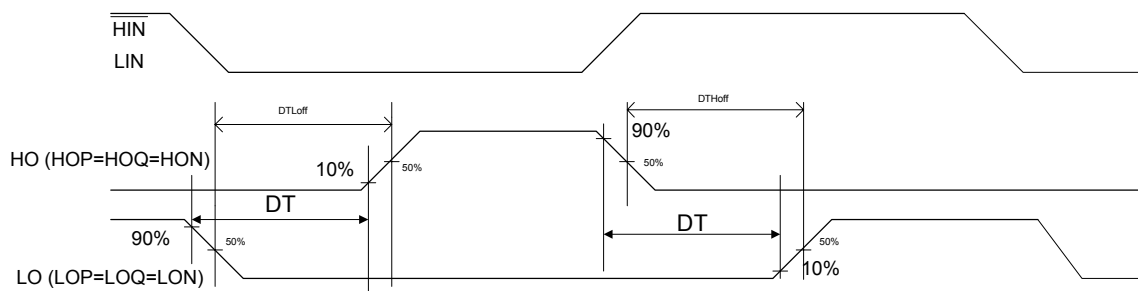 HIN
LIN
DTLoff
DTHoff
90%
HO (HOP=HOQ=HON)
50%
50%
10%
DT
DT
90%
50%
50%
10%
LO (LOP=LOQ=LON)